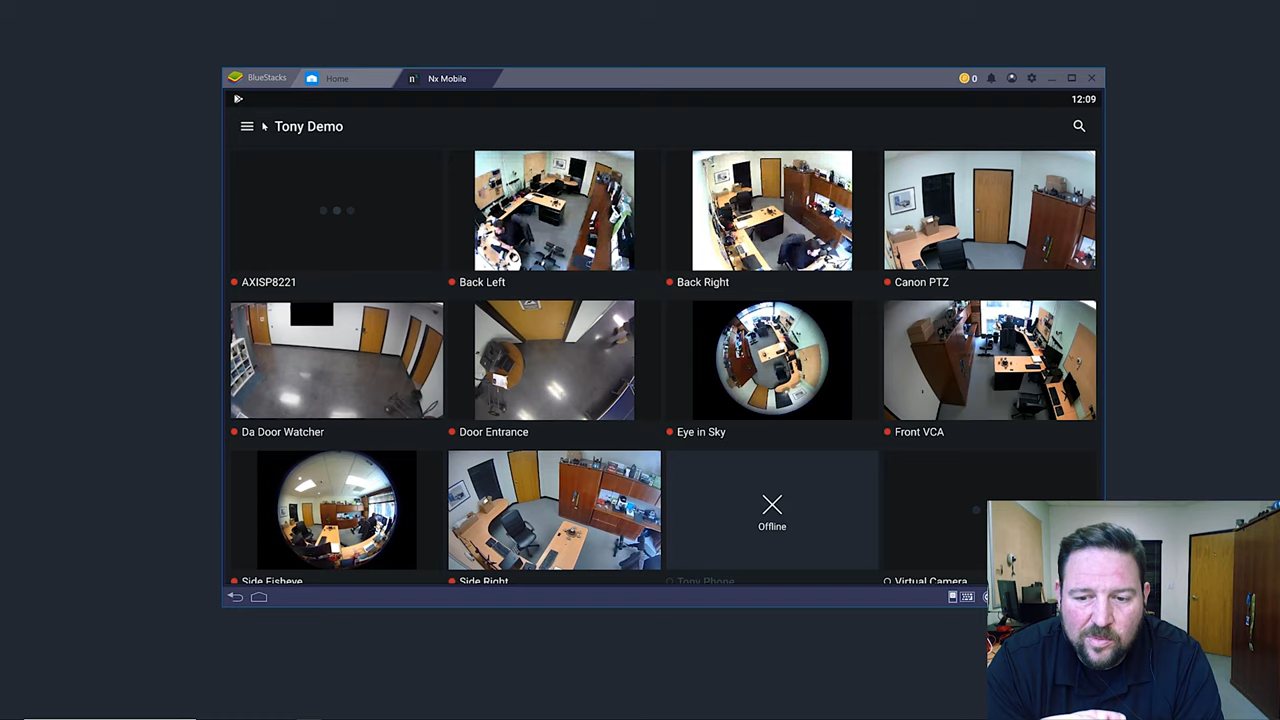 BlueStacks
Home
Nx Mobile
0
12:09
Tony Demo
AXISP8221
Back Left
Back Right
Canon PTZ
Da Door Watcher
Door Entrance
Eye in Sky
Front VCA
Offline
Side Fisheye
Side Right
Tony Phone
Virtual Camera